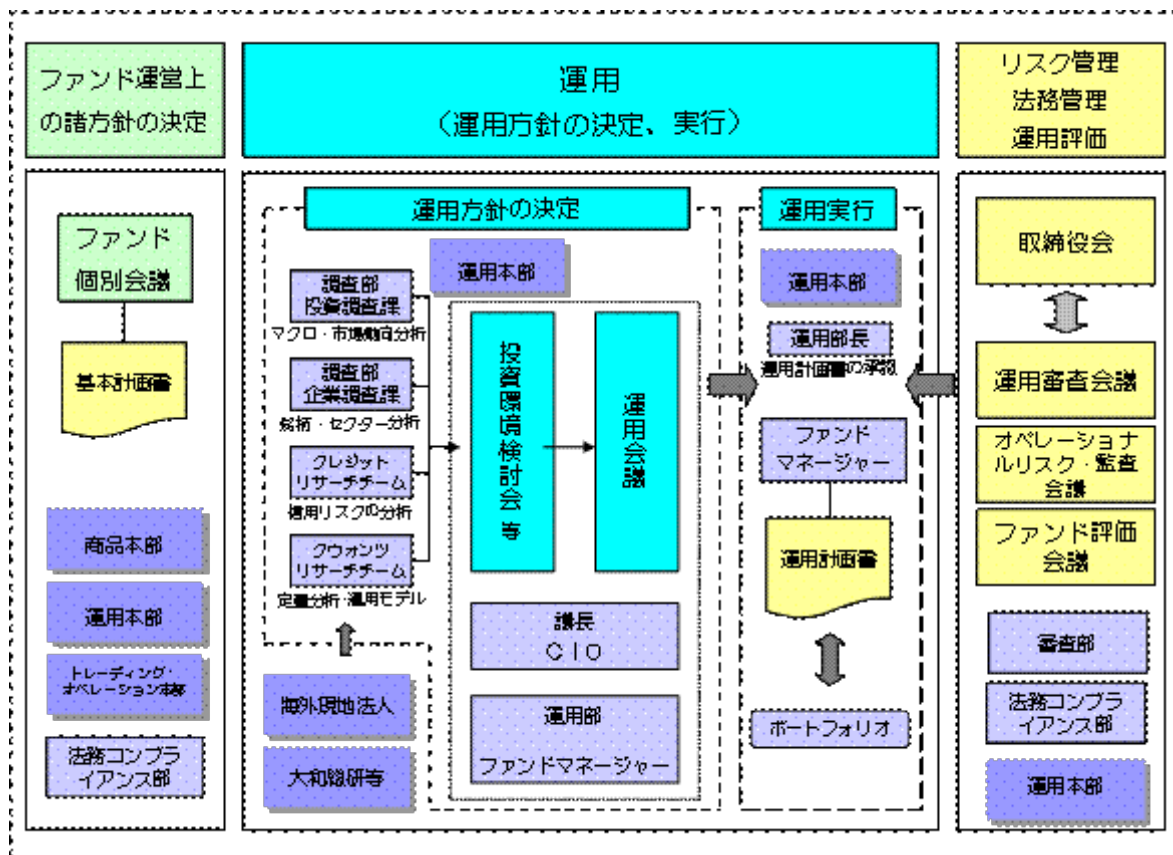 ファンド運営上
の諸方針の決定
運用
(運用方針の決定、実行)
リスク管理
法務管理
運用評価
ファンド
個別会議
基本計画書
商品本部
運用本部
トレーディング・
オペレーション本部
法務コンプラ
イアンス部
運用方針の決定
運用本部
調査部
投資調査課
マクロ・市場動向分析
調査部
企業調査課
銘柄・セクター分析
クレジット
リサーチチーム
信用リスクの分析
クウォンツ
リサーチチーム
定量分析・運用モデル
海外現地法人
大和総研等
投資環境検討会 等
運用会議
議長
CIO
運用部
ファンドマネージャー
運用実行
運用本部
運用部長
運用計画書の承認
ファンド
マネージャー
運用計画書
ポートフォリオ
取締役会
運用審査会議
オペレーショナ
ルリスク・監査
会議
ファンド評価
会議
審査部
法務コンプラ
イアンス部
運用本部